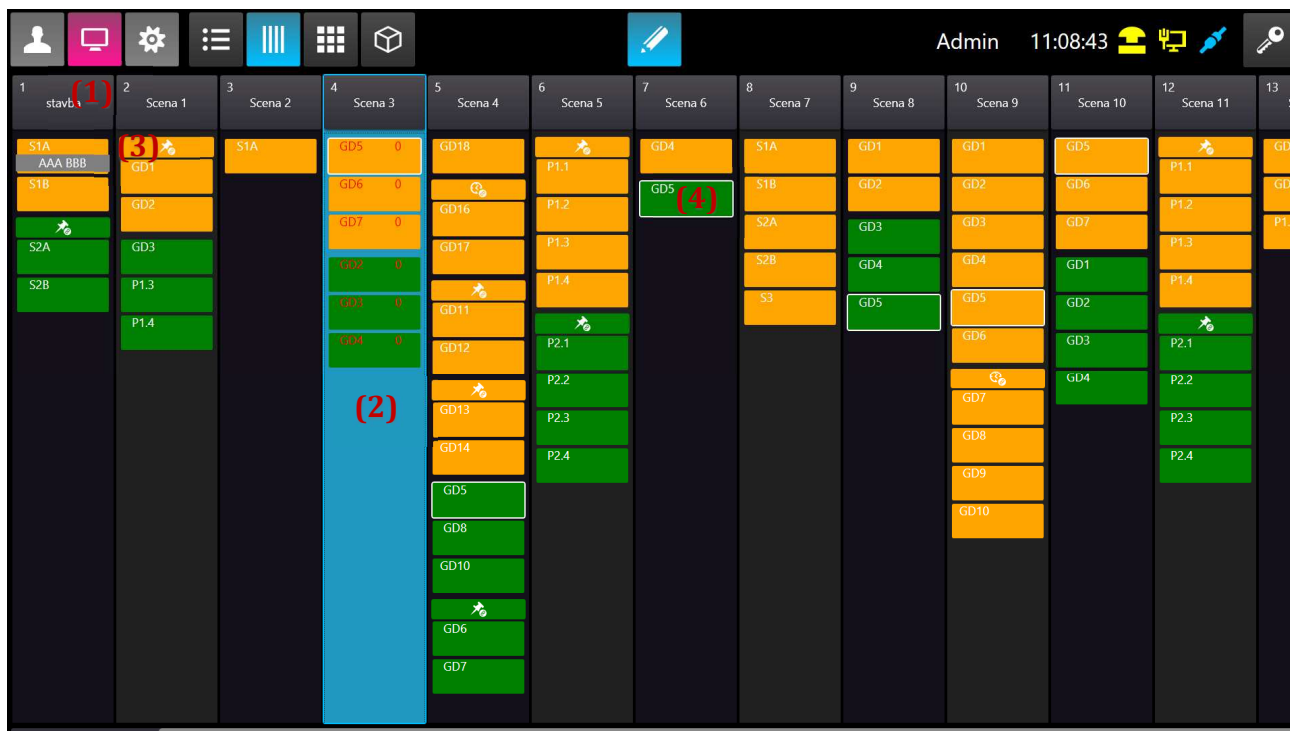 Admin 11:08:43
1 stavba (1)
S1A
AAA BBB
S1B
S2A
S2B
2 Scena 1
(3)
GD1
GD2
GD3
P1.3
P1.4
3 Scena 2
S1A
4 Scena 3
GD5 0
GD6 0
GD7 0
GD2 0
GD3 0
GD4 0
(2)
5 Scena 4
GD18
GD16
GD17
GD11
GD12
GD13
GD14
GD5
GD8
GD10
GD6
GD7
6 Scena 5
P1.1
P1.2
P1.3
P1.4
P2.1
P2.2
P2.3
P2.4
7 Scena 6
GD4
GD5 (4)
8 Scena 7
S1A
S1B
S2A
S2B
S3
9 Scena 8
GD1
GD2
GD3
GD4
GD5
10 Scena 9
GD1
GD2
GD3
GD4
GD5
GD6
GD7
GD8
GD9
GD10
11 Scena 10
GD5
GD6
GD7
GD1
GD2
GD3
GD4
12 Scena 11
P1.1
P1.2
P1.3
P1.4
P2.1
P2.2
P2.3
P2.4
13